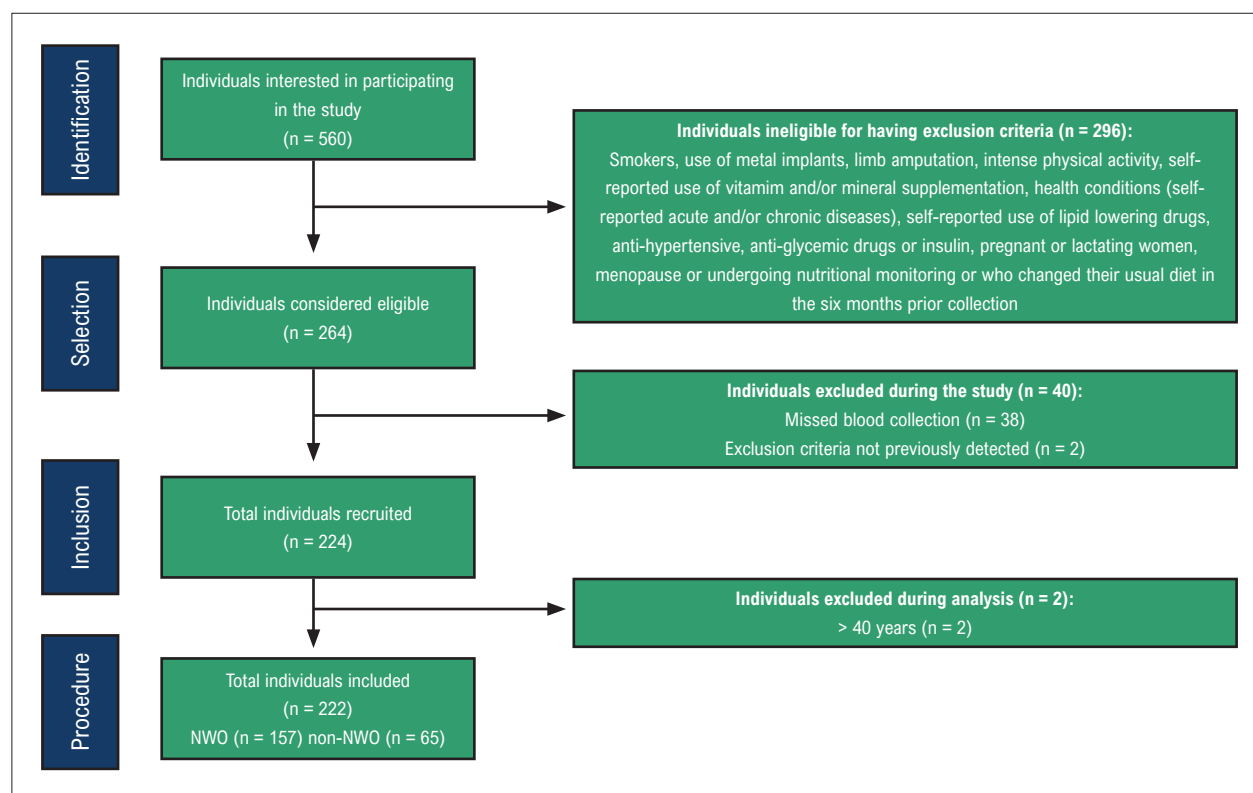 Identification
Individuals interested in participating
in the study
(n = 560)
Individuals ineligible for having exclusion criteria (n = 296):
Smokers, use of metal implants, limb amputation, intense physical activity, self-
reported use of vitamim and/or mineral supplementation, health conditions (self-
reported acute and/or chronic diseases), self-reported use of lipid lowering drugs,
anti-hypertensive, anti-glycemic drugs or insulin, pregnant or lactating women,
menopause or undergoing nutritional monitoring or who changed their usual diet in
the six months prior collection
Selection
Individuals considered eligible
(n = 264)
Individuals excluded during the study (n = 40):
Missed blood collection (n = 38)
Exclusion criteria not previously detected (n = 2)
Inclusion
Total individuals recruited
(n = 224)
Individuals excluded during analysis (n = 2):
> 40 years (n = 2)
Procedure
Total individuals included
(n = 222)
NWO (n = 157) non-NWO (n = 65)